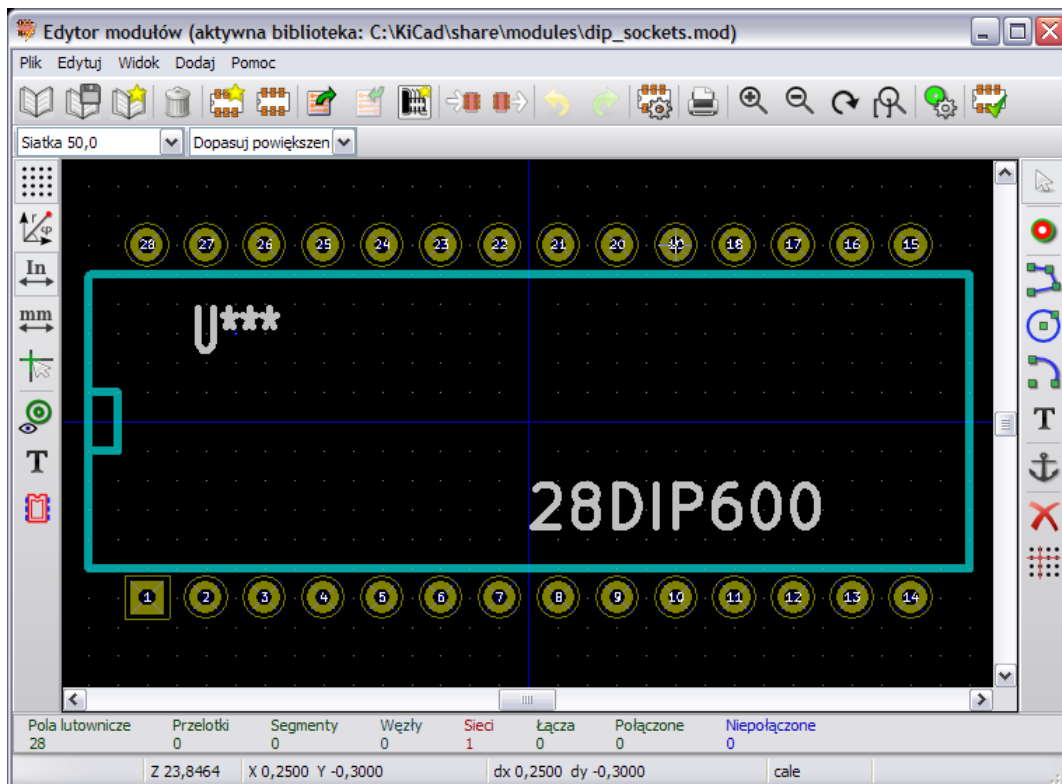 Edytor modułów (aktywna biblioteka: C:\KiCad\share\modules\dip_sockets.mod)
Plik Edytuj Widok Dodaj Pomoc
Siatka 50,0 Dopasuj powiększen
In
mm
T
T
28 27 26 25 24 23 22 21 20 19 18 17 16 15
U***
28DIP600
1 2 3 4 5 6 7 8 9 10 11 12 13 14
Pola lutownicze Przelotki Segmenty Węzły Sieci Łącza Połączone Niepołączone
28 0 0 0 1 0 0 0
Z 23,8464 X 0,2500 Y -0,3000 dx 0,2500 dy -0,3000 cale